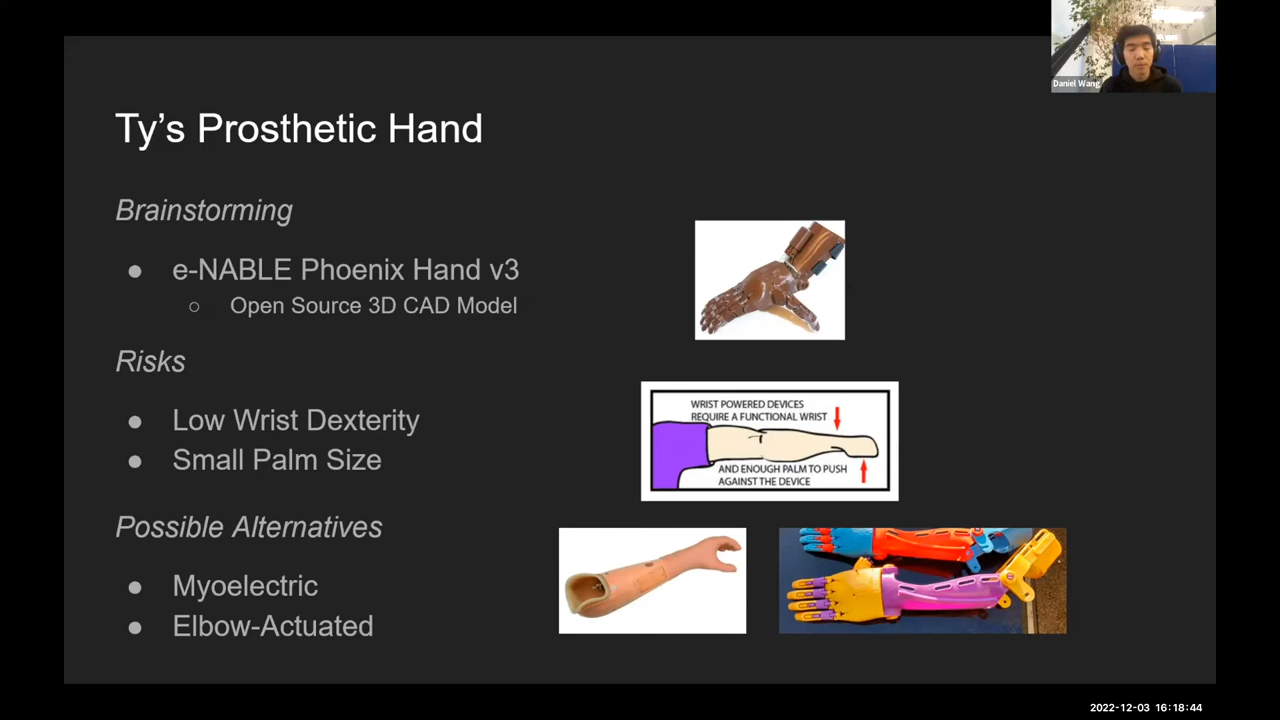 Daniel Wang
Ty's Prosthetic Hand
Brainstorming
● e-NABLE Phoenix Hand v3
○ Open Source 3D CAD Model
Risks
● Low Wrist Dexterity
● Small Palm Size
WRIST POWERED DEVICES
REQUIRE A FUNCTIONAL WRIST
AND ENOUGH PALM TO PUSH
AGAINST THE DEVICE
Possible Alternatives
● Myoelectric
● Elbow-Actuated
2022-12-03 16:18:44